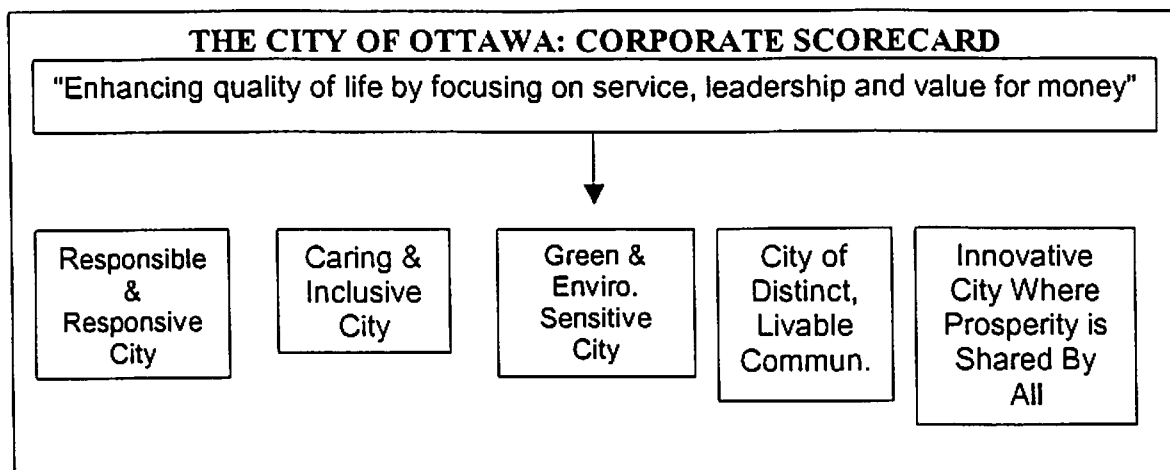 THE CITY OF OTTAWA: CORPORATE SCORECARD
"Enhancing quality of life by focusing on service, leadership and value for money"
Responsible
&
Responsive
City
Caring &
Inclusive
City
Green &
Enviro.
Sensitive
City
City of
Distinct,
Livable
Commun.
Innovative
City Where
Prosperity is
Shared By
All